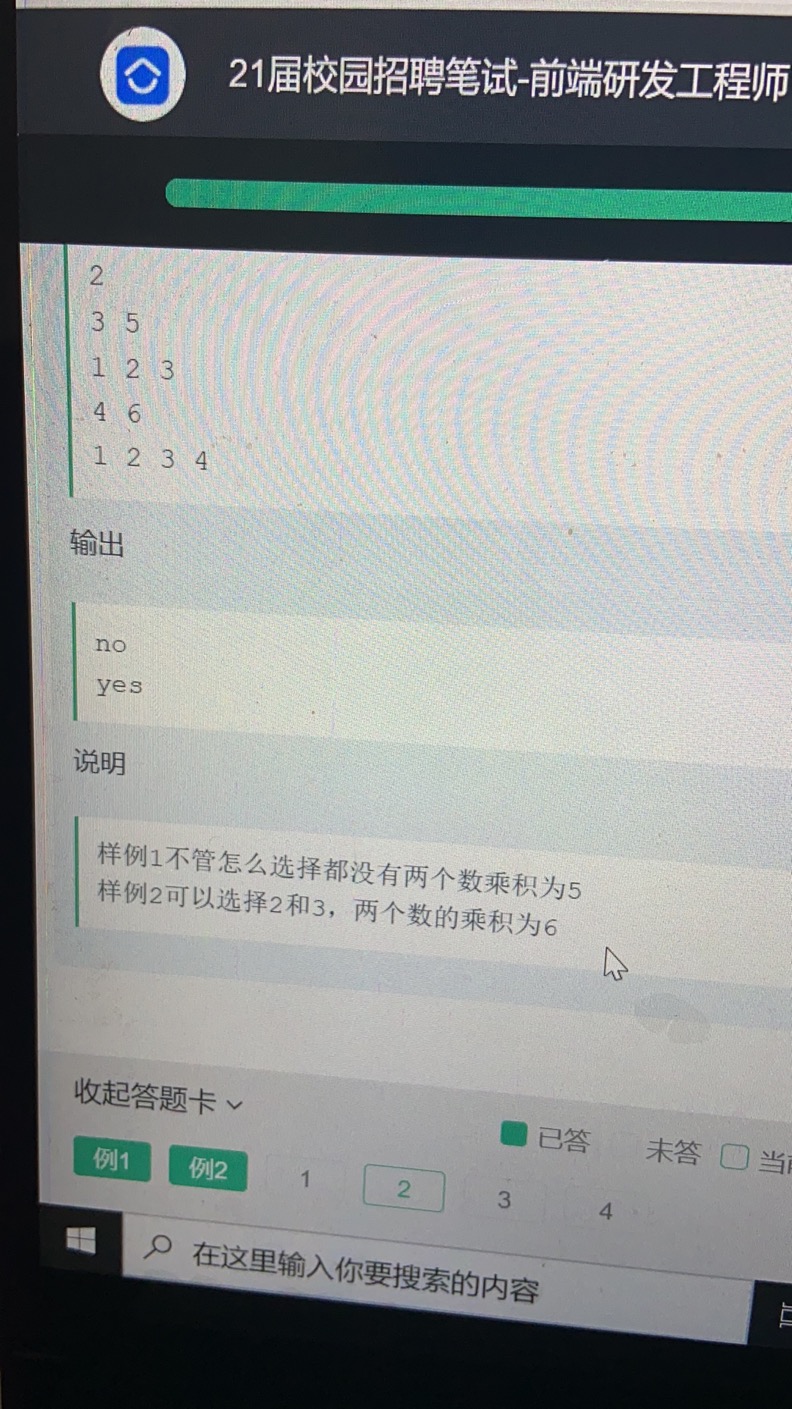 21届校园招聘笔试-前端研发工程师
2
3 5
1 2 3
4 6
1 2 3 4
输出
no
yes
说明
样例1不管怎么选择都没有两个数乘积为5
样例2可以选择2和3，两个数的乘积为6
收起答题卡
已答 未答
例1 例2 1 2 3 4
在这里输入你要搜索的内容